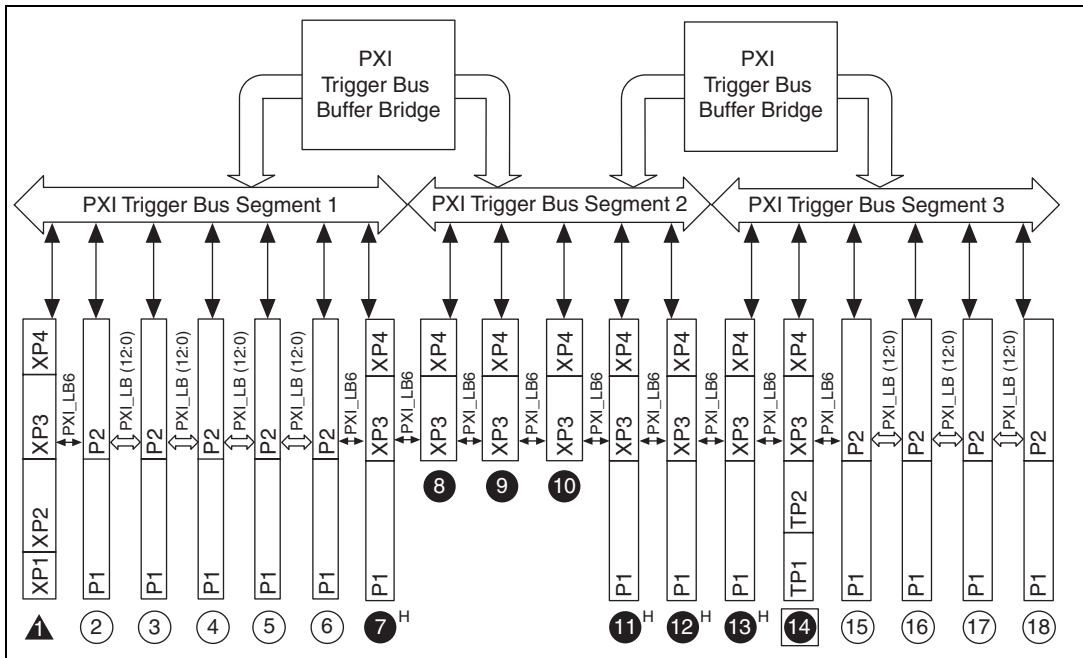 PXI
Trigger Bus
Buffer Bridge
PXI
Trigger Bus
Buffer Bridge
PXI Trigger Bus Segment 1
PXI Trigger Bus Segment 2
PXI Trigger Bus Segment 3
XP4
XP3
XP2
XP1
PXI_LB6
P2
P1
PXI_LB (12:0)
P2
P1
PXI_LB (12:0)
P2
P1
PXI_LB (12:0)
P2
P1
PXI_LB (12:0)
P2
P1
PXI_LB6
XP4
XP3
P1
PXI_LB6
XP4
XP3
PXI_LB6
XP4
XP3
PXI_LB6
XP4
XP3
PXI_LB6
XP4
XP3
P1
PXI_LB6
XP4
XP3
P1
PXI_LB6
XP4
XP3
P1
PXI_LB6
XP4
XP3
TP2
TP1
PXI_LB6
P2
P1
PXI_LB (12:0)
P2
P1
PXI_LB (12:0)
P2
P1
PXI_LB (12:0)
P2
P1
8 9 10
1 2 3 4 5 6 7 H 11 H 12 H 13 H 14 15 16 17 18